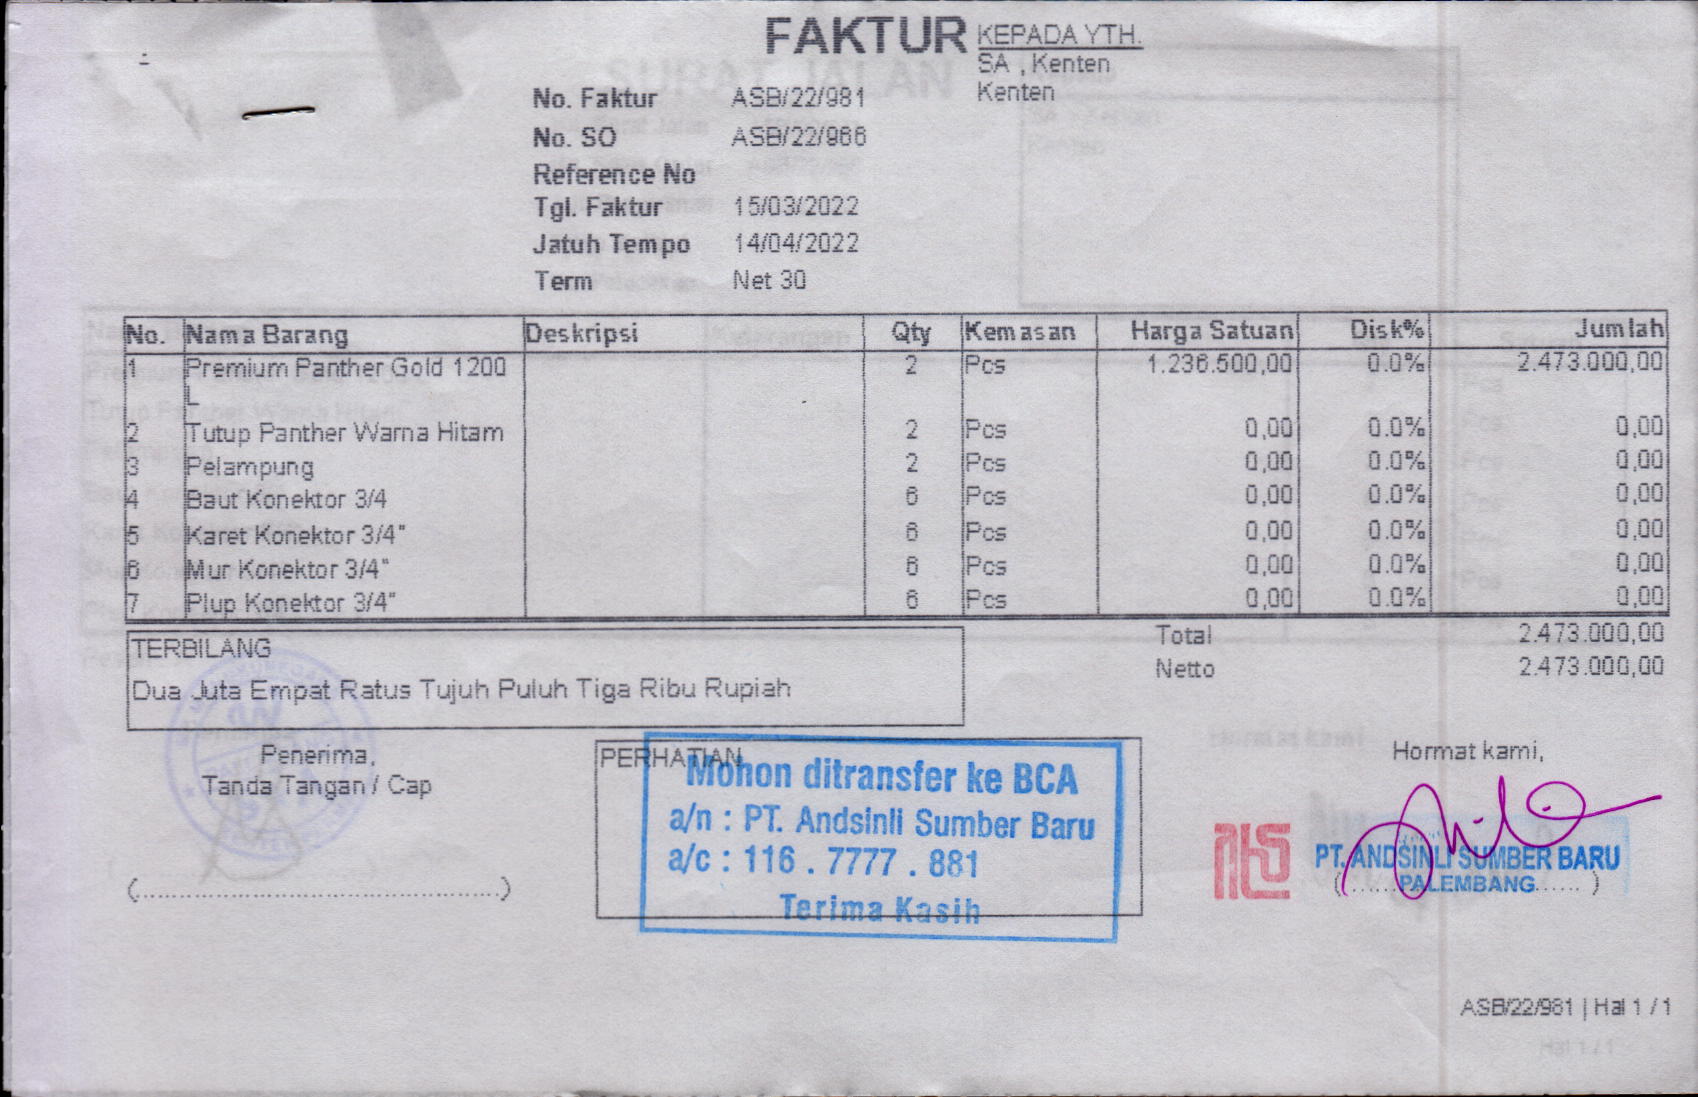 FAKTUR
KEPADA YTH.
SA , Kenten
Kenten
No. Faktur ASB/22/981
No. SO ASB/22/966
Reference No
Tgl. Faktur 15/03/2022
Jatuh Tempo 14/04/2022
Term Net 30
No. Nama Barang Deskripsi Qty Kemasan Harga Satuan Disk% Jumlah
1 Premium Panther Gold 1200 2 Pcs 1.236.500,00 0.0% 2.473.000,00
L
2 Tutup Panther Warna Hitam 2 Pcs 0,00 0.0% 0,00
3 Pelampung 2 Pcs 0,00 0.0% 0,00
4 Baut Konektor 3/4 6 Pcs 0,00 0.0% 0,00
5 Karet Konektor 3/4" 6 Pcs 0,00 0.0% 0,00
6 Mur Konektor 3/4" 6 Pcs 0,00 0.0% 0,00
7 Plup Konektor 3/4" 6 Pcs 0,00 0.0% 0,00
Total 2.473.000,00
Netto 2.473.000,00
TERBILANG
Dua Juta Empat Ratus Tujuh Puluh Tiga Ribu Rupiah
Penerima,
Tanda Tangan / Cap
(................................................)
PERHATIAN
Mohon ditransfer ke BCA
a/n : PT. Andsinli Sumber Baru
a/c : 116 . 7777 . 881
Terima Kasih
Hormat kami,
PT. ANDSINLI SUMBER BARU
PALEMBANG
ASB/22/981 | Hal 1 / 1